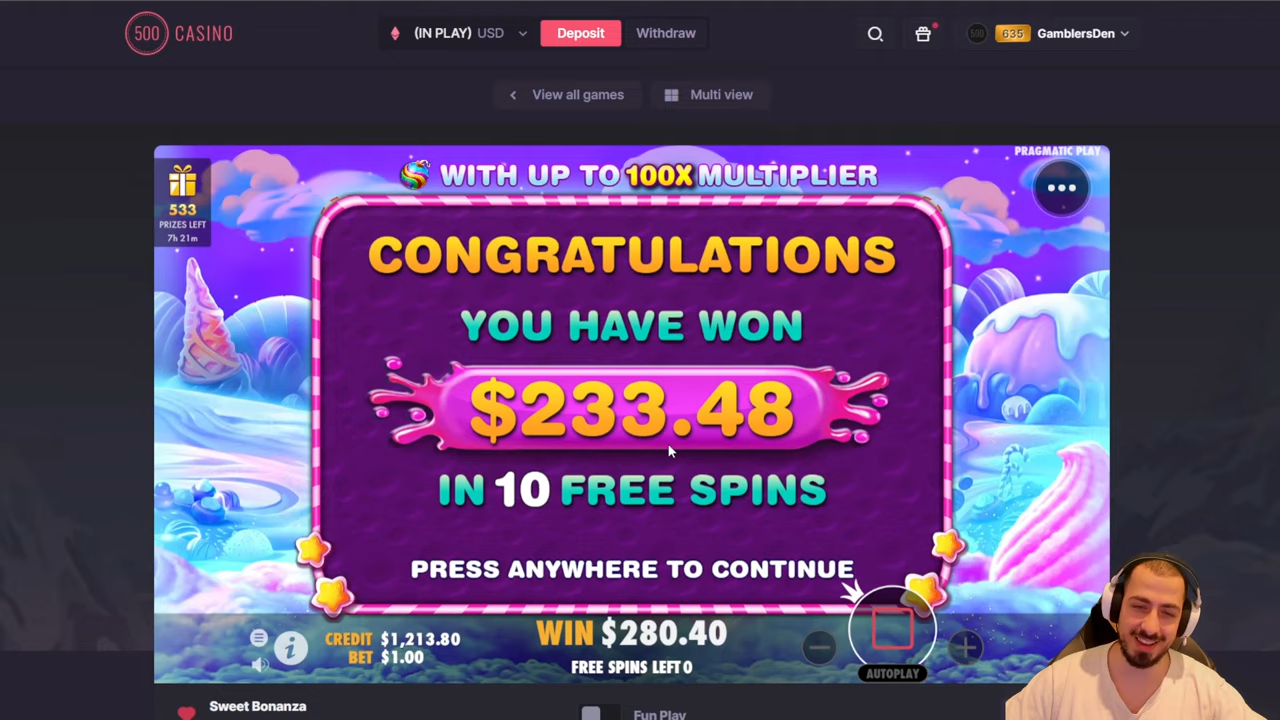 500 CASINO
(IN PLAY) USD
Deposit
Withdraw
500
635
GamblersDen
View all games
Multi view
PRAGMATIC PLAY
WITH UP TO 100X MULTIPLIER
533
PRIZES LEFT
7h 21m
CONGRATULATIONS
YOU HAVE WON
$233.48
IN 10 FREE SPINS
PRESS ANYWHERE TO CONTINUE
CREDIT $1,213.80
BET $1.00
WIN $280.40
FREE SPINS LEFT 0
AUTOPLAY
Sweet Bonanza
Fun Play